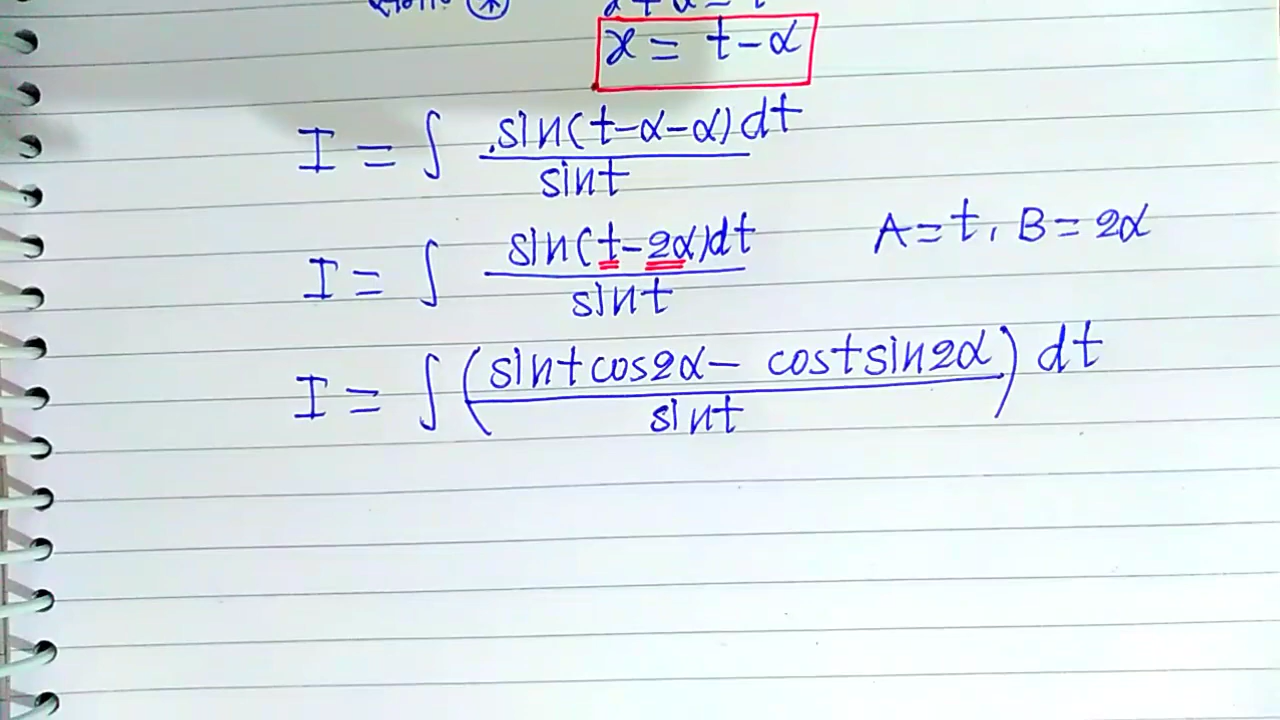 x = t-α
I = ∫ sin(t-α-α)dt / sint
I = ∫ sin(t-2α)dt / sint A=t, B=2α
I = ∫ (sintcos2α - costsin2α / sint) dt